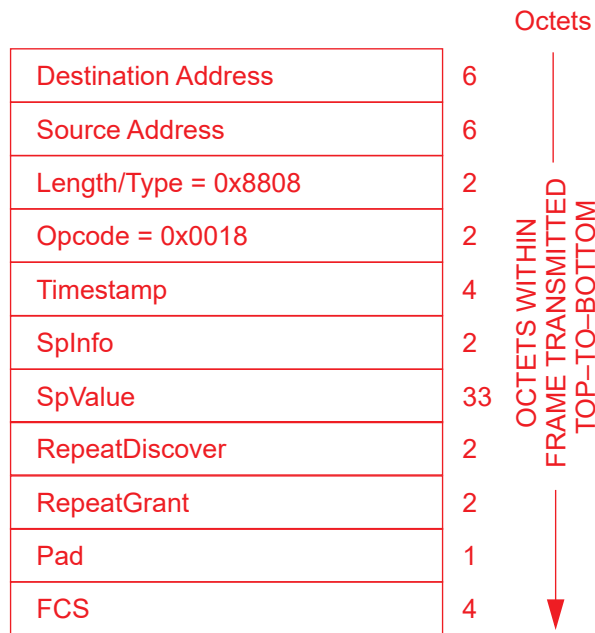 Octets
Destination Address 6
Source Address 6
Length/Type = 0x8808 2
Opcode = 0x0018 2
Timestamp 4
SpInfo 2
SpValue 33
RepeatDiscover 2
RepeatGrant 2
Pad 1
FCS 4
OCTETS WITHIN
FRAME TRANSMITTED
TOP–TO–BOTTOM